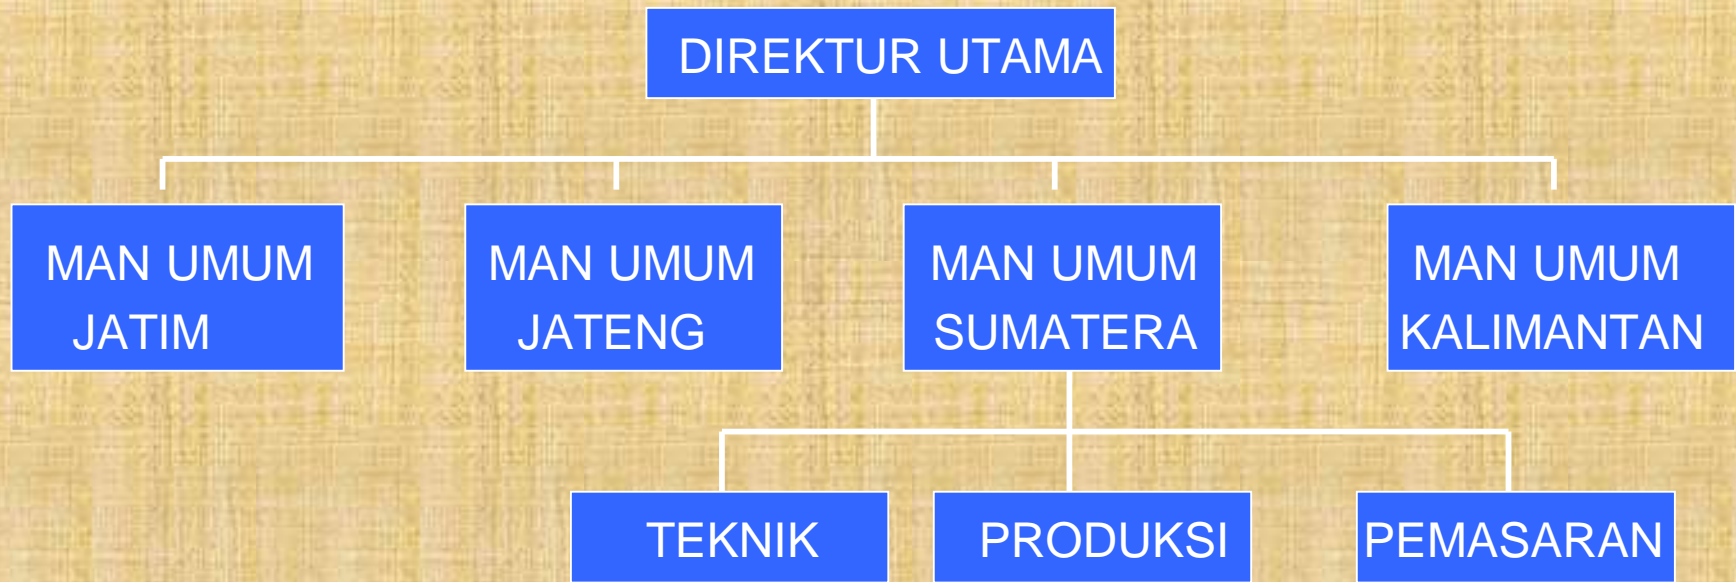 DIREKTUR UTAMA
MAN UMUM
JATIM
MAN UMUM
JATENG
MAN UMUM
SUMATERA
MAN UMUM
KALIMANTAN
TEKNIK
PRODUKSI
PEMASARAN